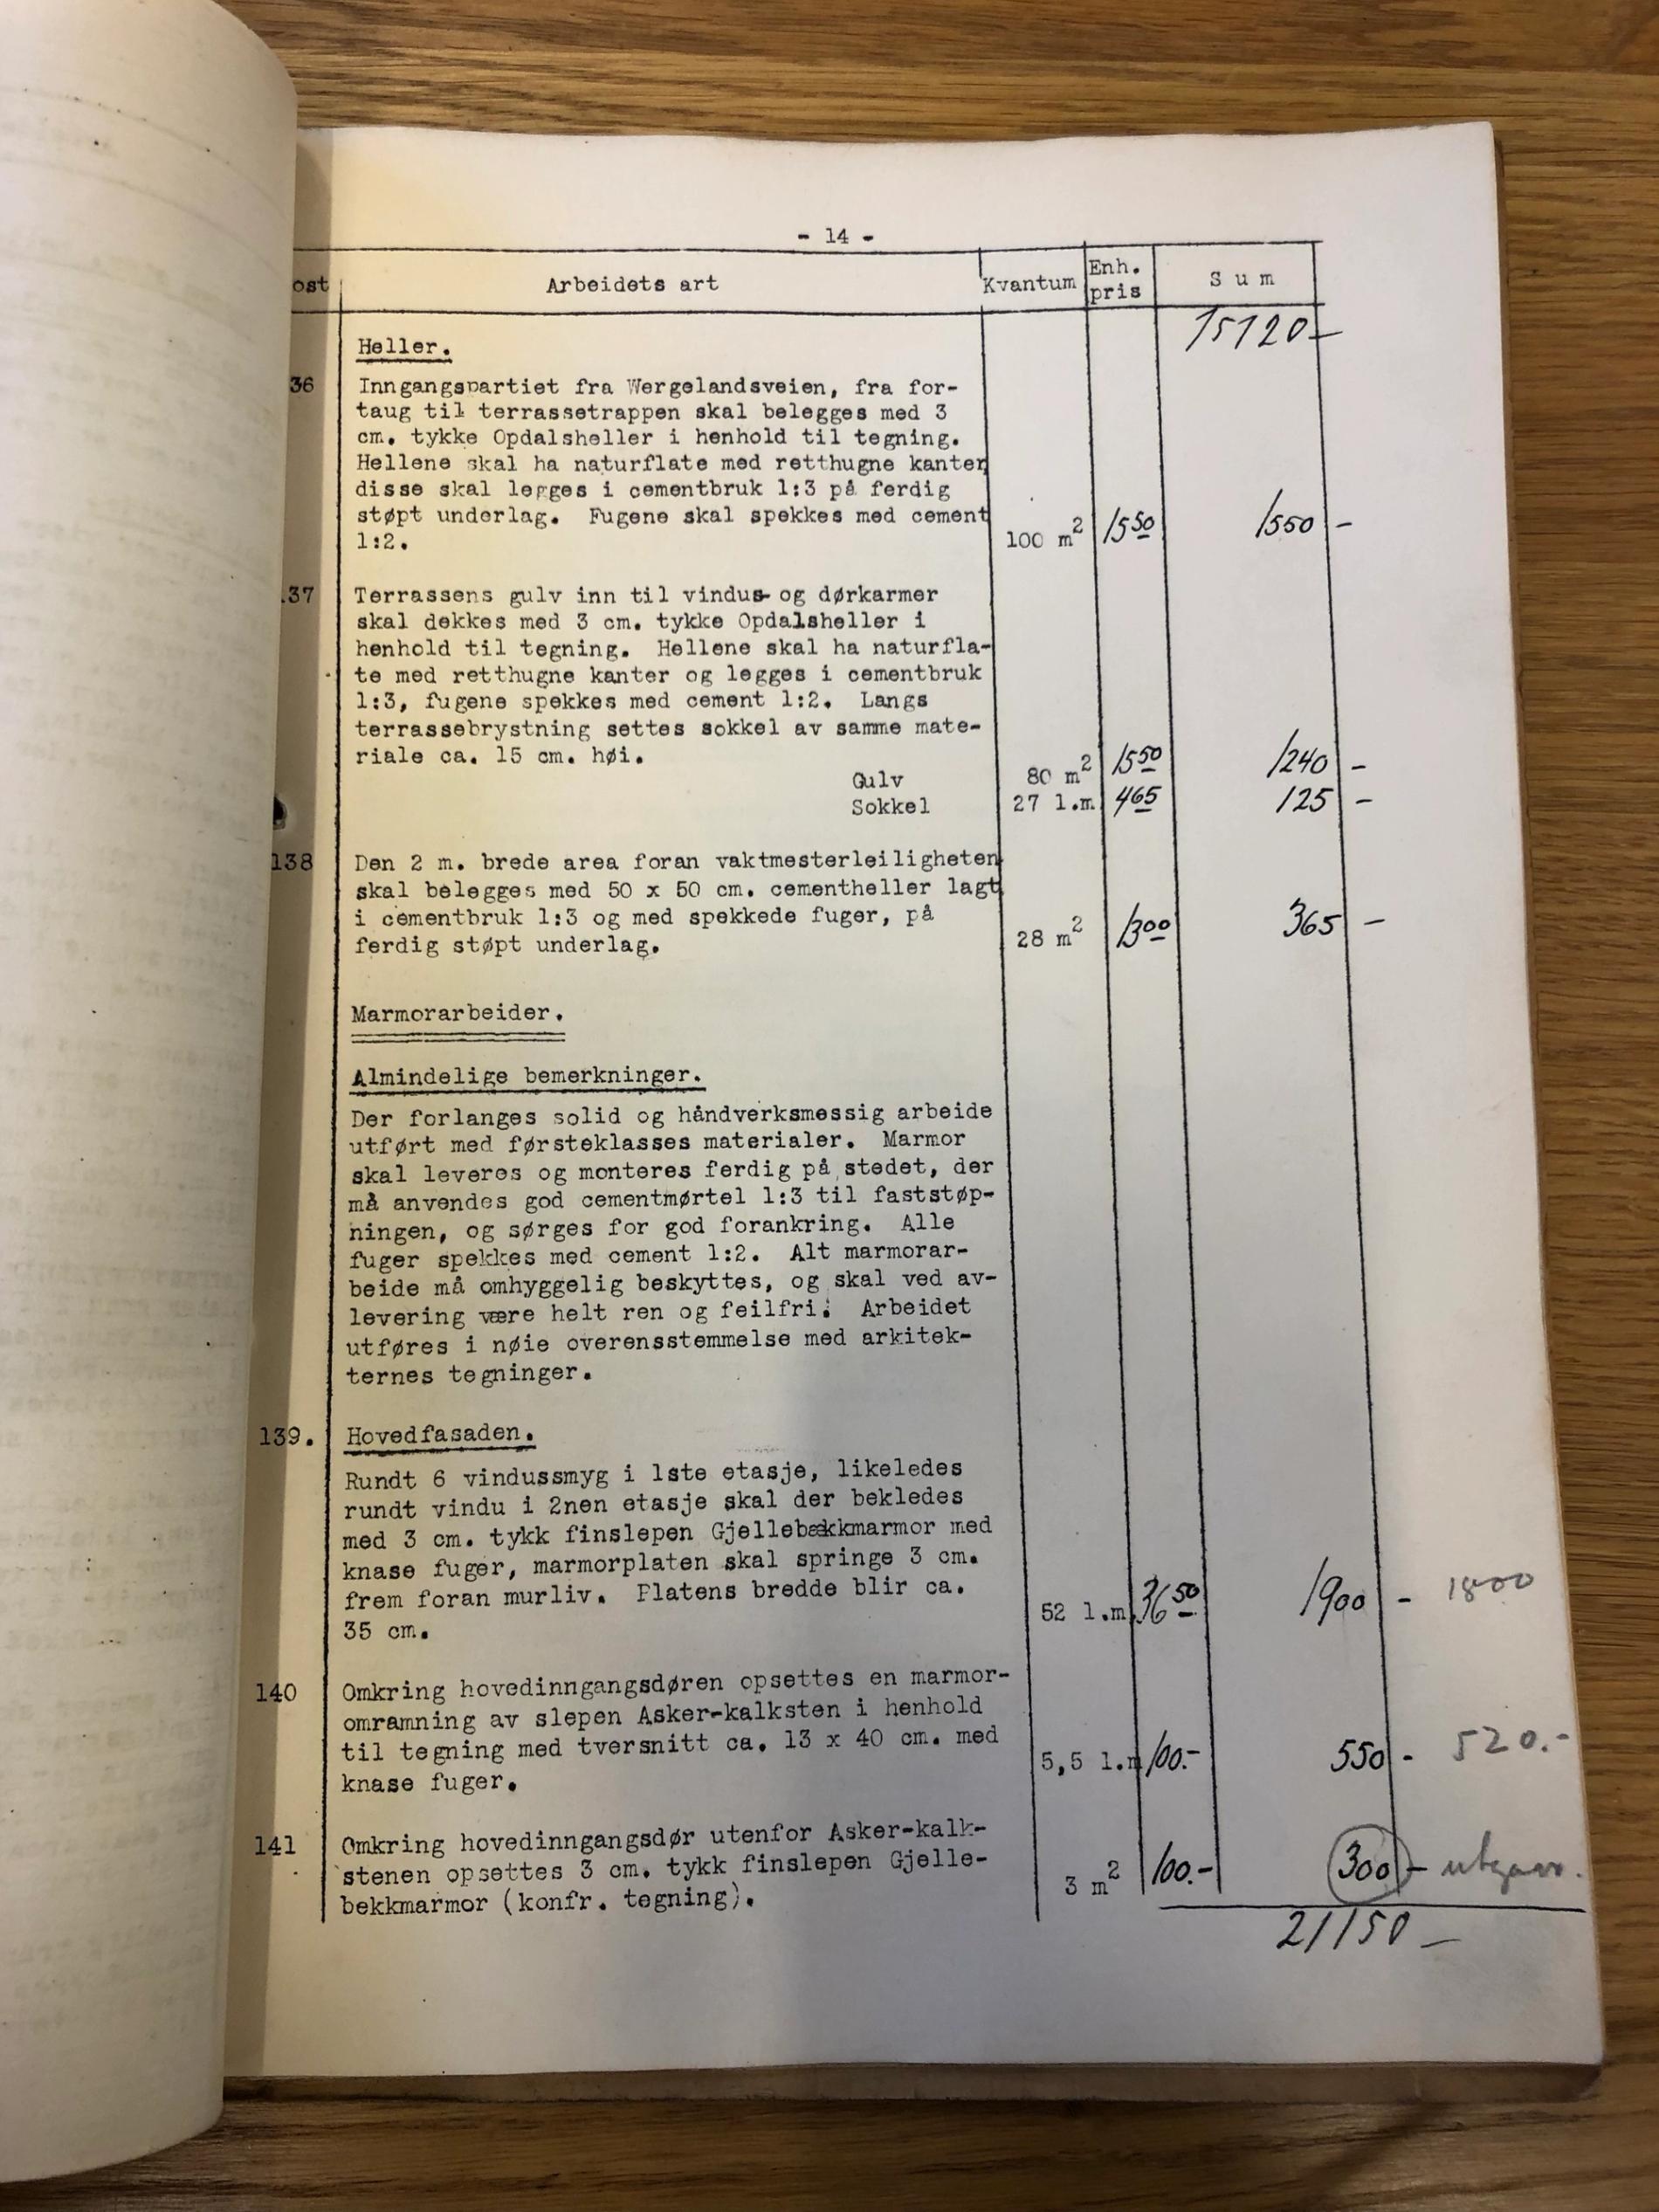 - 14 -
ost Arbeidets art Kvantum Enh. pris Sum
15120-
Heller.
36 Inngangspartiet fra Wergelandsveien, fra for-
taug til terrassetrappen skal belegges med 3
cm. tykke Opdalsheller i henhold til tegning.
Hellene skal ha naturflate med retthugne kanter
disse skal legges i cementbruk 1:3 på ferdig
støpt underlag. Fugene skal spekkes med cement
1:2. 100 m2 15 50 1550 -
.37 Terrassens gulv inn til vindus- og dørkarmer
skal dekkes med 3 cm. tykke Opdalsheller i
henhold til tegning. Hellene skal ha naturfla-
te med retthugne kanter og legges i cementbruk
1:3, fugene spekkes med cement 1:2. Langs
terrassebrystning settes sokkel av samme mate-
riale ca. 15 cm. høi.
Gulv 80 m2 15 50 1240 -
Sokkel 27 l.m. 4 65 125 -
138 Den 2 m. brede area foran vaktmesterleiligheten
skal belegges med 50 x 50 cm. cementheller lagt
i cementbruk 1:3 og med spekkede fuger, på
ferdig støpt underlag. 28 m2 13 00 365 -
Marmorarbeider.
Almindelige bemerkninger.
Der forlanges solid og håndverksmessig arbeide
utført med førsteklasses materialer. Marmor
skal leveres og monteres ferdig på stedet, der
må anvendes god cementmørtel 1:3 til faststøp-
ningen, og sørges for god forankring. Alle
fuger spekkes med cement 1:2. Alt marmorar-
beide må omhyggelig beskyttes, og skal ved av-
levering være helt ren og feilfri. Arbeidet
utføres i nøie overensstemmelse med arkitek-
ternes tegninger.
139. Hovedfasaden.
Rundt 6 vindussmyg i 1ste etasje, likeledes
rundt vindu i 2nen etasje skal der bekledes
med 3 cm. tykk finslepen Gjellebækkmarmor med
knase fuger, marmorplaten skal springe 3 cm.
frem foran murliv. Platens bredde blir ca.
35 cm. 52 l.m. 36 50 1900 - 1800
140 Omkring hovedinngangsdøren opsettes en marmor-
omramning av slepen Asker-kalksten i henhold
til tegning med tversnitt ca. 13 x 40 cm. med
knase fuger. 5,5 l.m 100.- 550 - 520.-
141 Omkring hovedinngangsdør utenfor Asker-kalk-
stenen opsettes 3 cm. tykk finslepen Gjelle-
bekkmarmor (konfr. tegning). 3 m2 100.- 300 -
21150 -